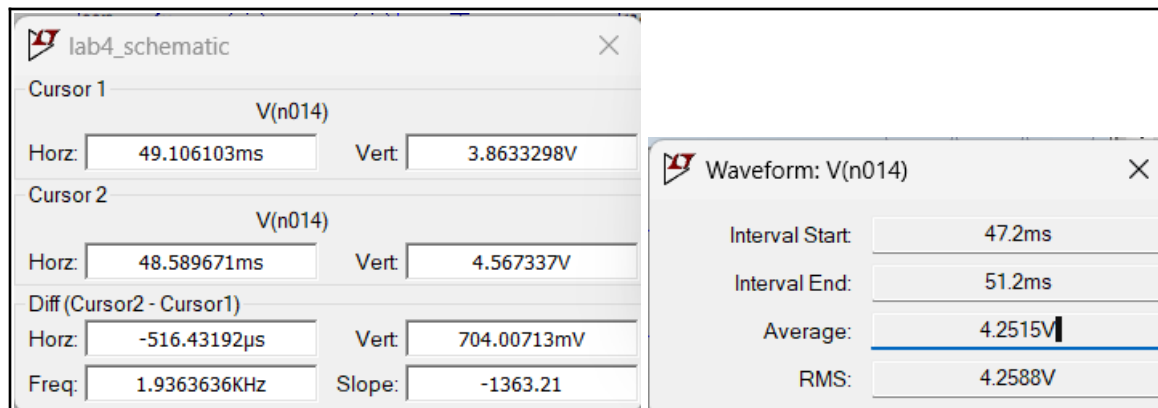 lab4_schematic
Cursor 1
V(n014)
Horz: 49.106103ms Vert: 3.8633298V
Cursor 2
V(n014)
Horz: 48.589671ms Vert: 4.567337V
Diff (Cursor2 - Cursor1)
Horz: -516.43192µs Vert: 704.00713mV
Freq: 1.9363636KHz Slope: -1363.21
Waveform: V(n014)
Interval Start: 47.2ms
Interval End: 51.2ms
Average: 4.2515V
RMS: 4.2588V